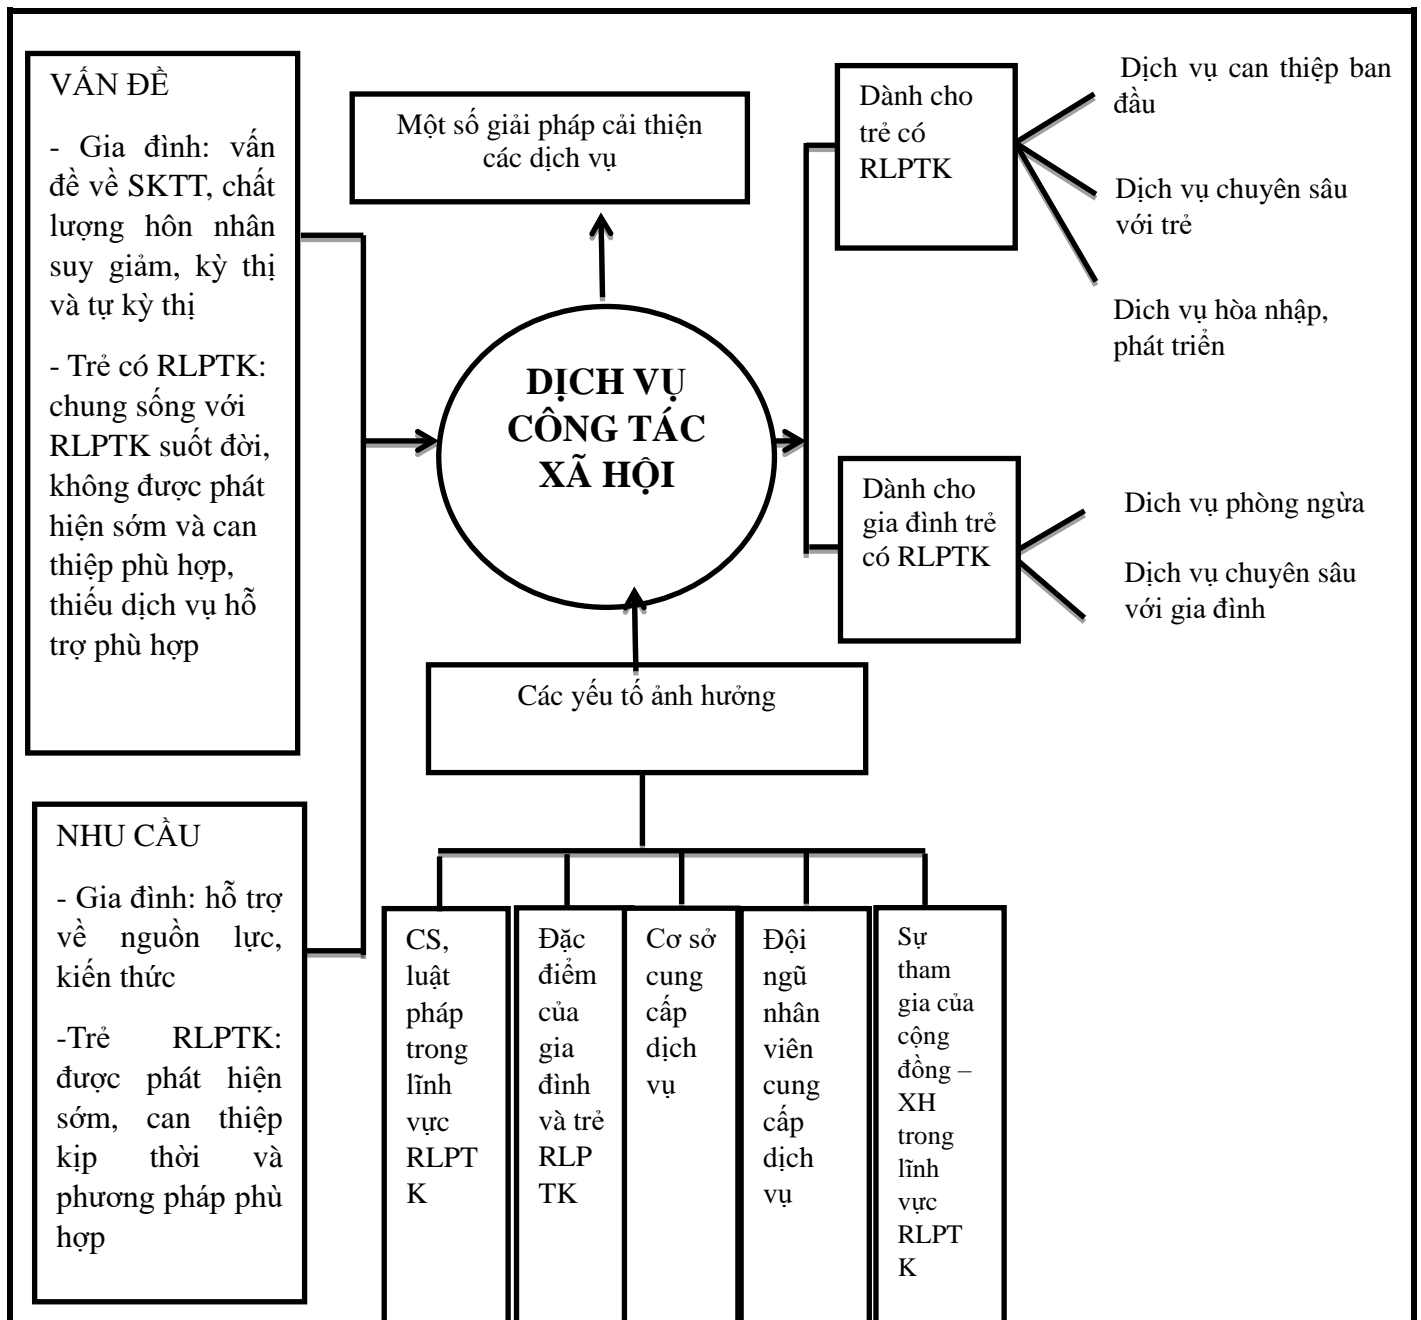 VẤN ĐỀ
- Gia đình: vấn
đề về SKTT, chất
lượng hôn nhân
suy giảm, kỳ thị
và tự kỳ thị
- Trẻ có RLPTK:
chung sống với
RLPTK suốt đời,
không được phát
hiện sớm và can
thiệp phù hợp,
thiếu dịch vụ hỗ
trợ phù hợp
NHU CẦU
- Gia đình: hỗ trợ
về nguồn lực,
kiến thức
-Trẻ RLPTK:
được phát hiện
sớm, can thiệp
kịp thời và
phương pháp phù
hợp
Một số giải pháp cải thiện
các dịch vụ
DỊCH VỤ
CÔNG TÁC
XÃ HỘI
Các yếu tố ảnh hưởng
CS,
luật
pháp
trong
lĩnh
vực
RLPT
K
Đặc
điểm
của
gia
đình
và trẻ
RLP
TK
Cơ sở
cung
cấp
dịch
vụ
Đội
ngũ
nhân
viên
cung
cấp
dịch
vụ
Sự
tham
gia của
cộng
đồng –
XH
trong
lĩnh
vực
RLPT
K
Dành cho
trẻ có
RLPTK
Dịch vụ can thiệp ban
đầu
Dịch vụ chuyên sâu
với trẻ
Dich vụ hòa nhập,
phát triển
Dành cho
gia đình trẻ
có RLPTK
Dich vụ phòng ngừa
Dịch vụ chuyên sâu
với gia đình